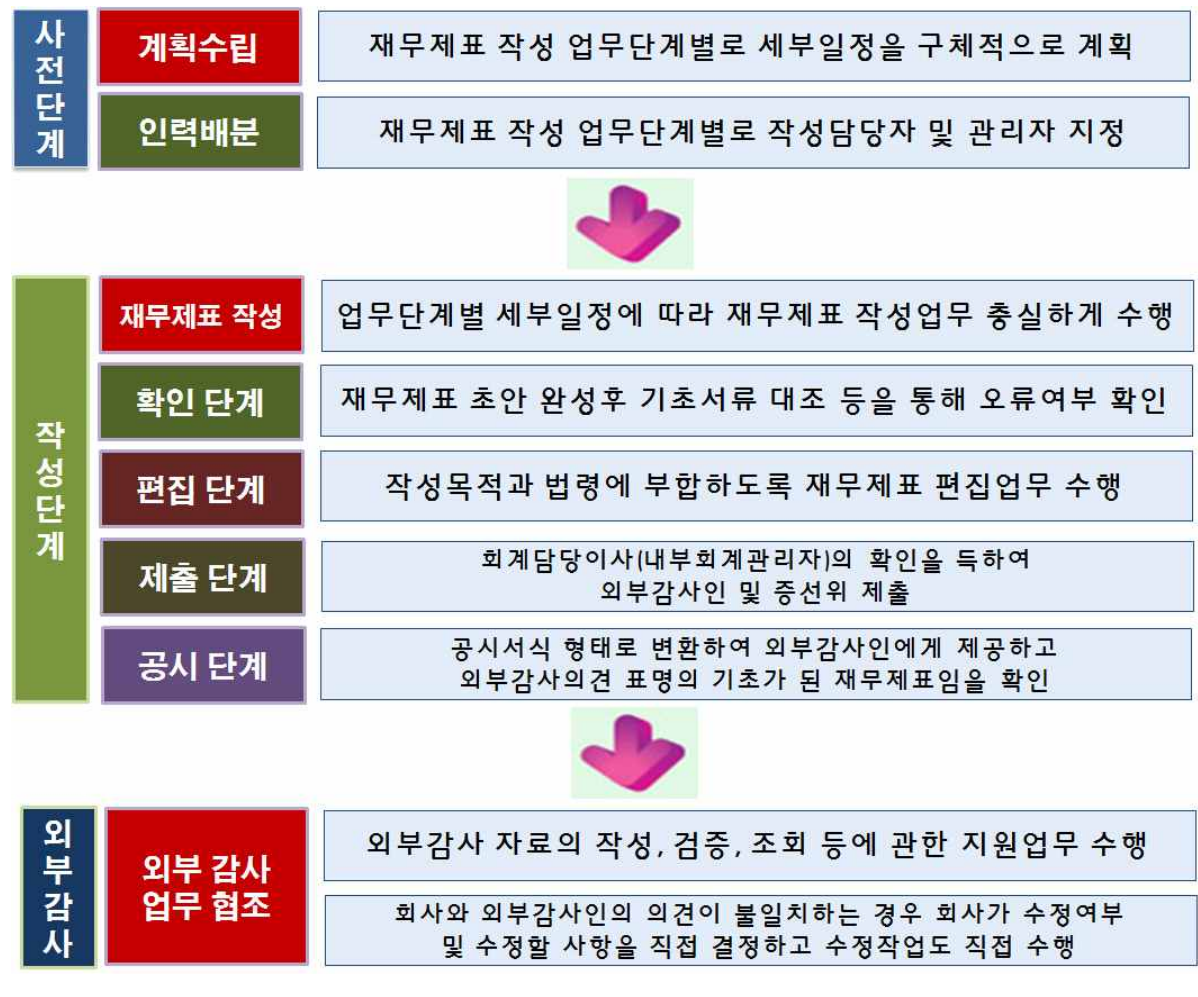 사전단계
계획수립
재무제표 작성 업무단계별로 세부일정을 구체적으로 계획
인력배분
재무제표 작성 업무단계별로 작성담당자 및 관리자 지정
작성단계
재무제표 작성
업무단계별 세부일정에 따라 재무제표 작성업무 충실하게 수행
확인 단계
재무제표 초안 완성후 기초서류 대조 등을 통해 오류여부 확인
편집 단계
작성목적과 법령에 부합하도록 재무제표 편집업무 수행
제출 단계
회계담당이사(내부회계관리자)의 확인을 득하여
외부감사인 및 증선위 제출
공시 단계
공시서식 형태로 변환하여 외부감사인에게 제공하고
외부감사의견 표명의 기초가 된 재무제표임을 확인
외부감사
외부 감사
업무 협조
외부감사 자료의 작성, 검증, 조회 등에 관한 지원업무 수행
회사와 외부감사인의 의견이 불일치하는 경우 회사가 수정여부
및 수정할 사항을 직접 결정하고 수정작업도 직접 수행